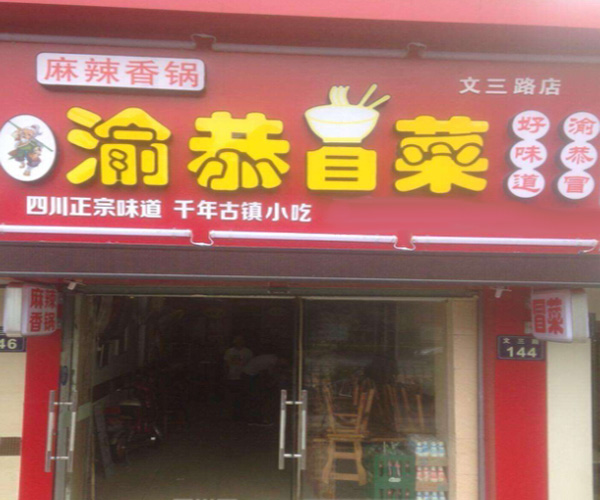 麻辣香锅
文三路店
渝恭冒菜
好味道
渝恭冒
四川正宗味道 千年古镇小吃
麻辣
香锅
冒菜
46
文三路
144